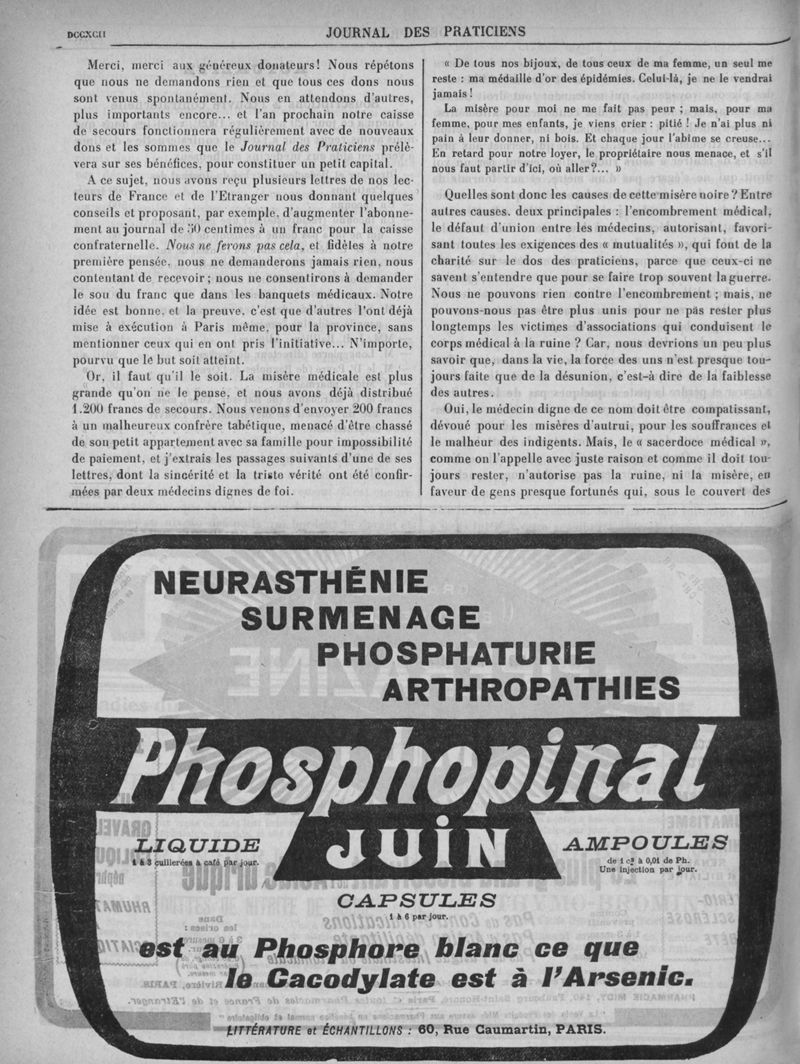 DCCXCII
JOURNAL DES PRATICIENS
Merci, merci aux généreux donateurs! Nous répétons
que nous ne demandons rien et que tous ces dons nous
sont venus spontanément. Nous en attendons d'autres,
plus importants encore... et l'an prochain notre caisse
de secours fonctionnera régulièrement avec de nouveaux
dons et les sommes que le Journal des Praticiens prélè-
vera sur ses bénéfices, pour constituer un petit capital.
A ce sujet, nous avons reçu plusieurs lettres de nos lec-
teurs de France et de l'Etranger nous donnant quelques
conseils et proposant, par exemple, d'augmenter l'abonne-
ment au journal de 50 centimes à un franc pour la caisse
confraternelle. Nous ne ferons pas cela, et fidèles à notre
première pensée, nous ne demanderons jamais rien, nous
contentant de recevoir; nous ne consentirons à demander
le sou du franc que dans les banquets médicaux. Notre
idée est bonne, et la preuve, c'est que d'autres l'ont déjà
mise à exécution à Paris même, pour la province, sans
mentionner ceux qui en ont pris l'initiative... N'importe,
pourvu que le but soit atteint.
Or, il faut qu'il le soit. La misère médicale est plus
grande qu'on ne le pense, et nous avons déjà distribué
1.200 francs de secours. Nous venons d'envoyer 200 francs
à un malheureux confrère tabétique, menacé d'être chassé
de son petit appartement avec sa famille pour impossibilité
de paiement, et j'extrais les passages suivants d'une de ses
lettres, dont la sincérité et la triste vérité ont été confir-
mées par deux médecins dignes de foi.
« De tous nos bijoux, de tous ceux de ma femme, un seul me
reste : ma médaille d'or des épidémies. Celui-là, je ne le vendrai
jamais!
La misère pour moi ne me fait pas peur ; mais, pour ma
femme, pour mes enfants, je viens crier : pitié ! Je n'ai plus ni
pain à leur donner, ni bois. Et chaque jour l'abîme se creuse...
En retard pour notre loyer, le propriétaire nous menace, et s'il
nous faut partir d'ici, où aller?... »
Quelles sont donc les causes de cette misère noire ? Entre
autres causes, deux principales : l'encombrement médical,
le défaut d'union entre les médecins, autorisant, favori-
sant toutes les exigences des « mutualités », qui font de la
charité sur le dos des praticiens, parce que ceux-ci ne
savent s'entendre que pour se faire trop souvent la guerre.
Nous ne pouvons rien contre l'encombrement ; mais, ne
pouvons-nous pas être plus unis pour ne pas rester plus
longtemps les victimes d'associations qui conduisent le
corps médical à la ruine ? Car, nous devrions un peu plus
savoir que, dans la vie, la force des uns n'est presque tou-
jours faite que de la désunion, c'est-à dire de la faiblesse
des autres.
Oui, le médecin digne de ce nom doit être compatissant,
dévoué pour les misères d'autrui, pour les souffrances et
le malheur des indigents. Mais, le « sacerdoce médical »,
comme on l'appelle avec juste raison et comme il doit tou-
jours rester, n'autorise pas la ruine, ni la misère, en
faveur de gens presque fortunés qui, sous le couvert des
NEURASTHÉNIE
SURMENAGE
PHOSPHATURIE
ARTHROPATHIES
Phosphopinal
JUIN
LIQUIDE
1 à 3 cuillerées à café par jour.
AMPOULES
de 1 c³ à 0,01 de Ph.
Une injection par jour.
CAPSULES
1 à 6 par jour.
est au Phosphore blanc ce que
le Cacodylate est à l'Arsenic.
LITTÉRATURE et ÉCHANTILLONS : 60, Rue Caumartin, PARIS.